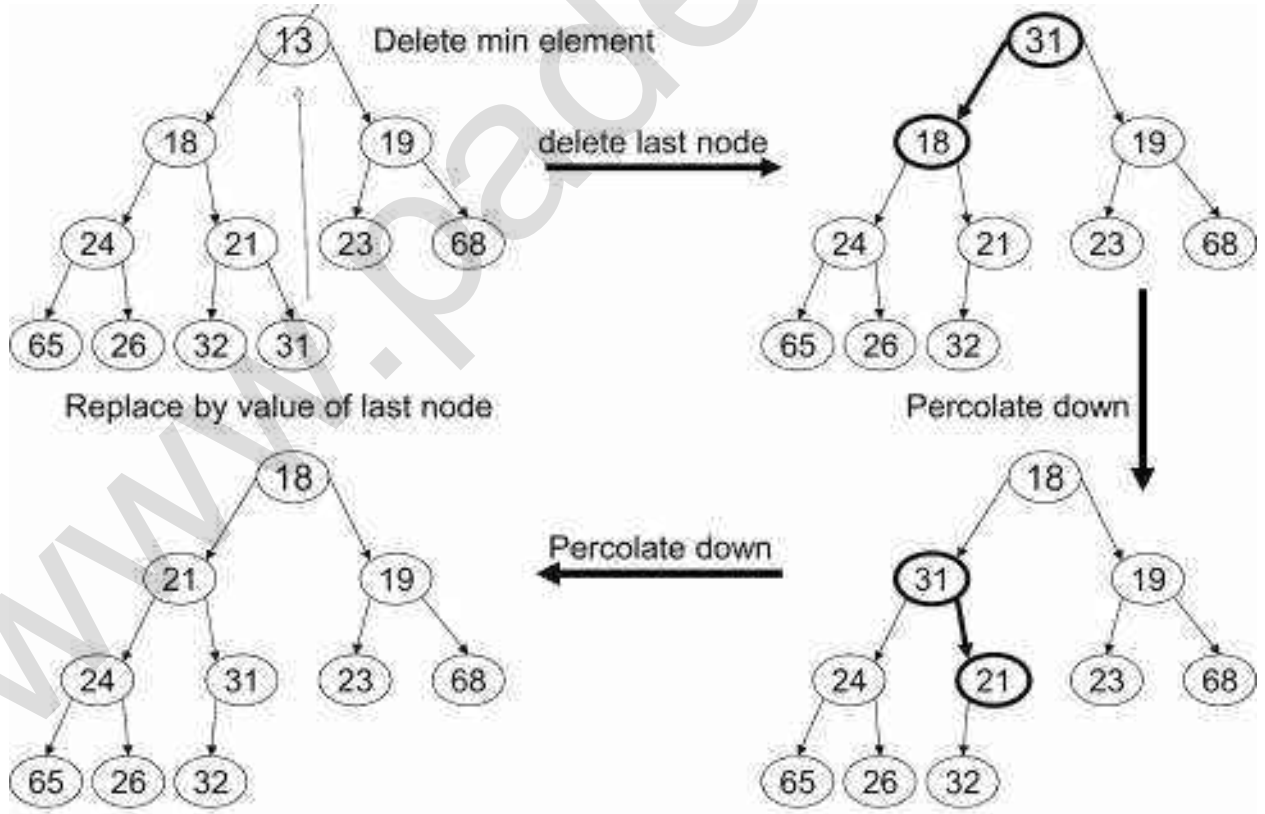 13 Delete min element 31
18 19 delete last node 18 19
24 21 23 68 24 21 23 68
65 26 32 31 65 26 32
Replace by value of last node Percolate down
18 18
21 19 Percolate down 31 19
24 31 23 68 24 21 23 68
65 26 32 65 26 32
www.pade